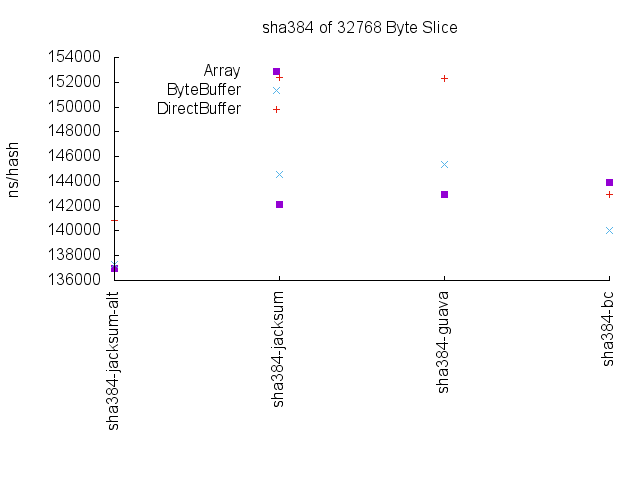 sha384 of 32768 Byte Slice
ns/hash
154000
152000
150000
148000
146000
144000
142000
140000
138000
136000
Array
ByteBuffer
DirectBuffer
sha384-jacksum-alt
sha384-jacksum
sha384-guava
sha384-bc